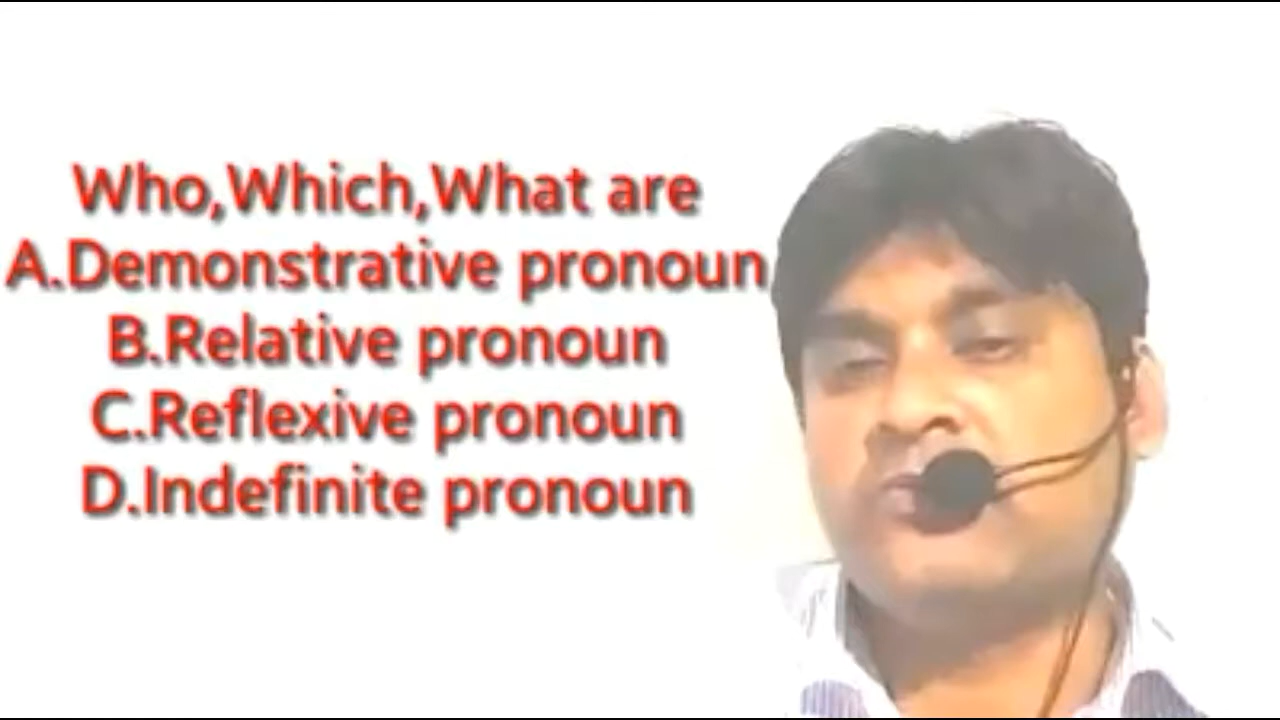 Who,Which,What are
A.Demonstrative pronoun
B.Relative pronoun
C.Reflexive pronoun
D.Indefinite pronoun